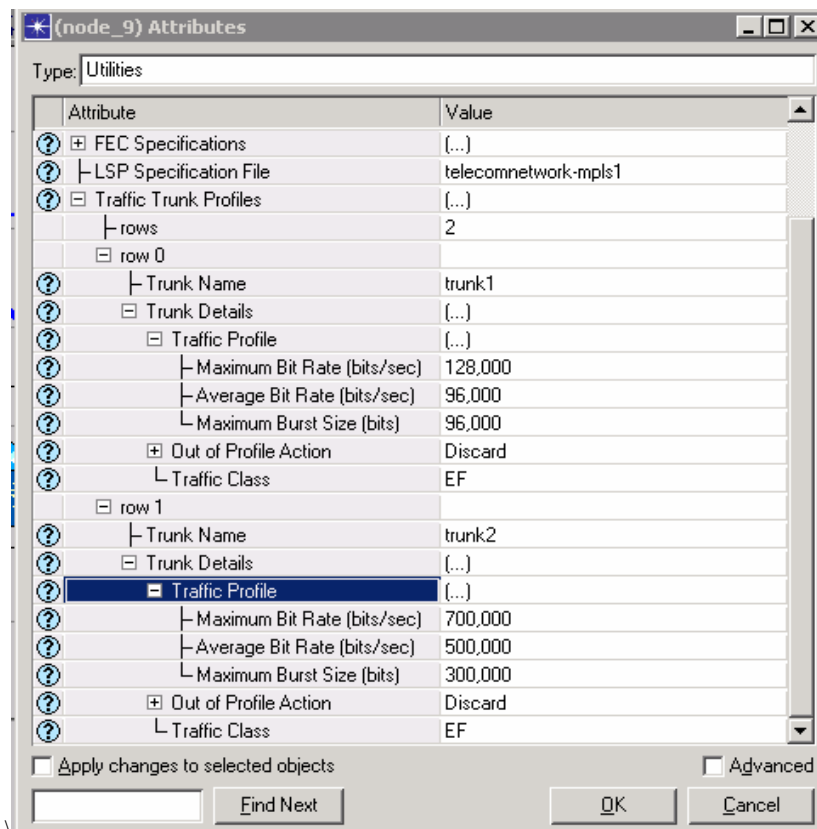 (node_9) Attributes
Type: Utilities
Attribute Value
FEC Specifications (...)
LSP Specification File telecomnetwork-mpls1
Traffic Trunk Profiles (...)
rows 2
row 0
Trunk Name trunk1
Trunk Details (...)
Traffic Profile (...)
Maximum Bit Rate (bits/sec) 128,000
Average Bit Rate (bits/sec) 96,000
Maximum Burst Size (bits) 96,000
Out of Profile Action Discard
Traffic Class EF
row 1
Trunk Name trunk2
Trunk Details (...)
Traffic Profile (...)
Maximum Bit Rate (bits/sec) 700,000
Average Bit Rate (bits/sec) 500,000
Maximum Burst Size (bits) 300,000
Out of Profile Action Discard
Traffic Class EF
Apply changes to selected objects Advanced
Find Next OK Cancel
\